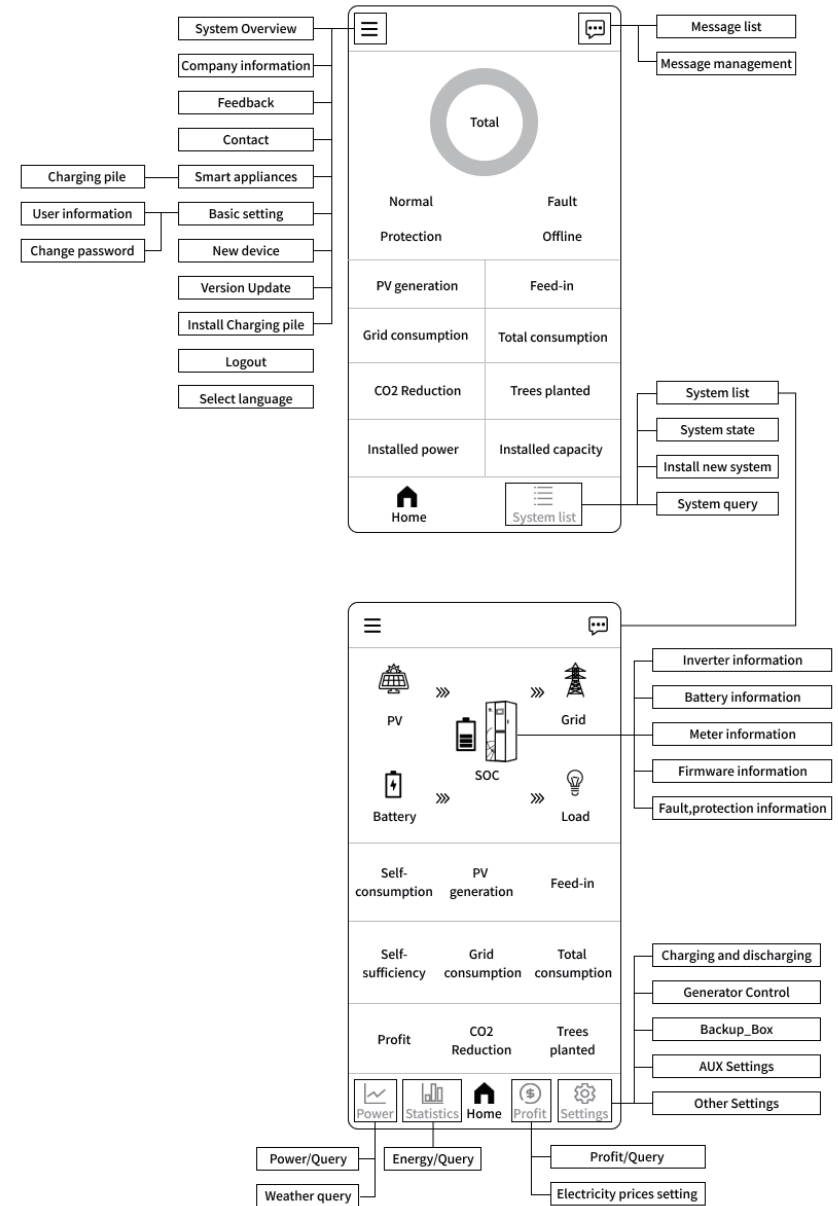 System Overview
Company information
Feedback
Contact
Charging pile
Smart appliances
User information
Basic setting
Change password
New device
Version Update
Install Charging pile
Logout
Select language
Message list
Message management
Total
Normal
Fault
Protection
Offline
PV generation
Feed-in
Grid consumption
Total consumption
CO2 Reduction
Trees planted
Installed power
Installed capacity
Home
System list
System list
System state
Install new system
System query
PV
Grid
SOC
Battery
Load
Inverter information
Battery information
Meter information
Firmware information
Fault,protection information
Self-
consumption
PV
generation
Feed-in
Self-
sufficiency
Grid
consumption
Total
consumption
Profit
CO2
Reduction
Trees
planted
Charging and discharging
Generator Control
Backup_Box
AUX Settings
Other Settings
Power
Statistics
Home
Profit
Settings
Power/Query
Energy/Query
Profit/Query
Weather query
Electricity prices setting